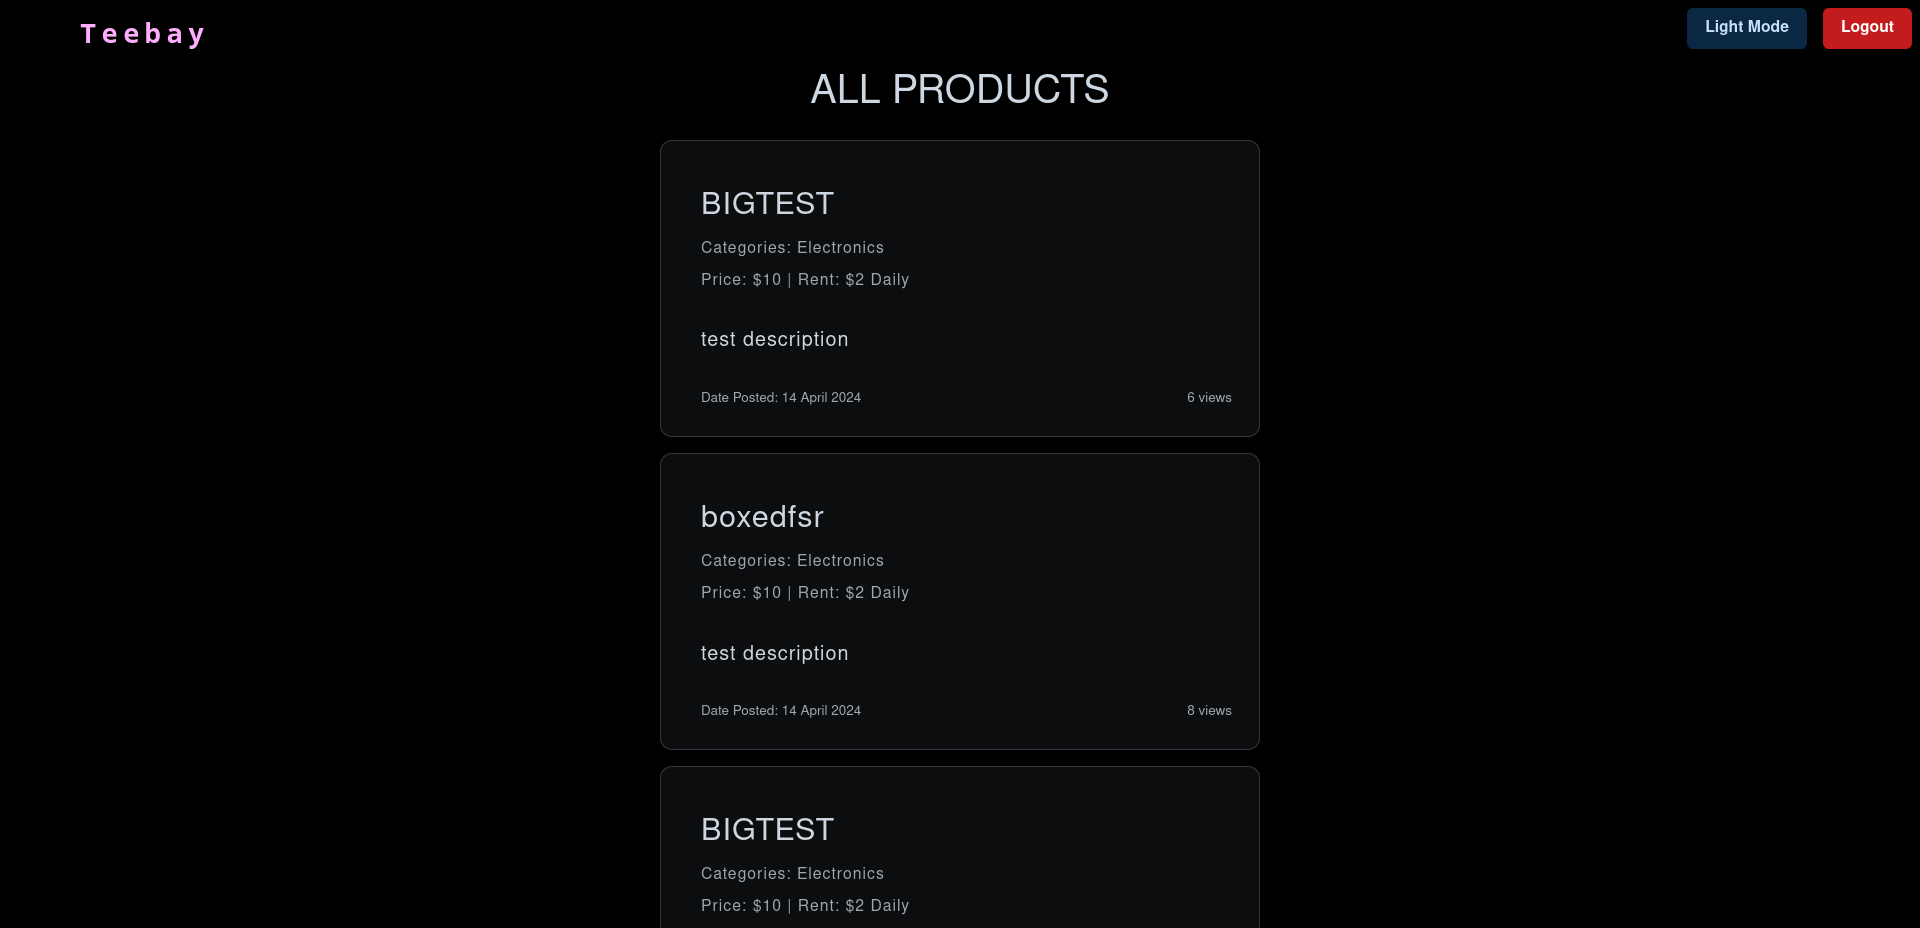 Teebay
Light Mode
Logout
ALL PRODUCTS
BIGTEST
Categories: Electronics
Price: $10 | Rent: $2 Daily
test description
Date Posted: 14 April 2024
6 views
boxedfsr
Categories: Electronics
Price: $10 | Rent: $2 Daily
test description
Date Posted: 14 April 2024
8 views
BIGTEST
Categories: Electronics
Price: $10 | Rent: $2 Daily